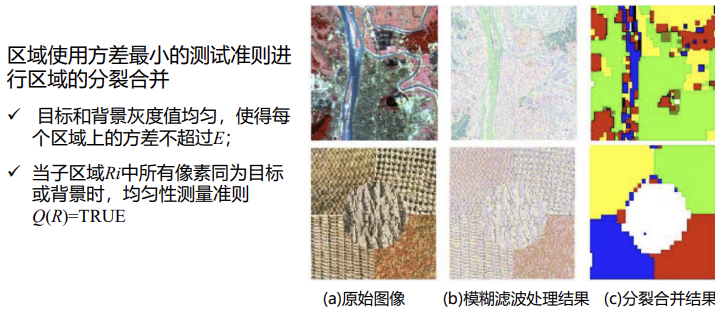 区域使用方差最小的测试准则进
行区域的分裂合并
✓ 目标和背景灰度值均匀，使得每
个区域上的方差不超过E；
✓ 当子区域Ri中所有像素同为目标
或背景时，均匀性测量准则
Q(R)=TRUE
(a)原始图像 (b)模糊滤波处理结果 (c)分裂合并结果